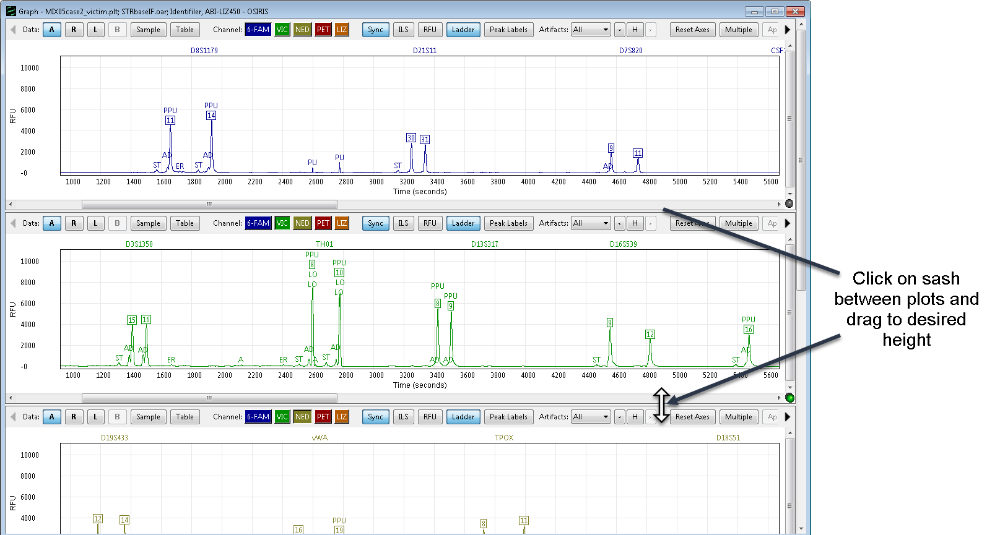 Graph - MIX05case2_victim.plt; STRbaseIF.oar; Identifiler, ABI-LIZ450 - OSIRIS
Data: A R L B Sample Table Channel: 6-FAM VIC NED PET LIZ Sync ILS RFU Ladder Peak Labels Artifacts: All < H > Reset Axes Multiple Ap
D8S1179 D21S11 D7S820 CSF:
10000
8000
6000
4000
2000
-0
RFU
PPU PPU
11 14 30 31 9 11
AD AD PU PU AD
ST ER ST ST
1000 1200 1400 1600 1800 2000 2200 2400 2600 2800 3000 3200 3400 3600 3800 4000 4200 4400 4600 4800 5000 5200 5400 5600
Time (seconds)
Data: A R L B Sample Table Channel: 6-FAM VIC NED PET LIZ Sync ILS RFU Ladder Peak Labels Artifacts: All < H > Reset Axes Multiple Ap
D3S1358 TH01 D13S317 D16S539
10000
8000
6000
4000
2000
-0
RFU
PPU PPU PPU PPU PPU
8 10 8 9
LO LO
LO LO
15 16 9 12 16
AD AD AD AD AD AD AD
ST ER A ER ST A ST ST ST
1000 1200 1400 1600 1800 2000 2200 2400 2600 2800 3000 3200 3400 3600 3800 4000 4200 4400 4600 4800 5000 5200 5400 5600
Time (seconds)
Data: A R L B Sample Table Channel: 6-FAM VIC NED PET LIZ Sync ILS RFU Ladder Peak Labels Artifacts: All < H > Reset Axes Multiple Ap
D19S433 vWA TPOX D18S51
10000
8000
6000
4000
RFU
PPU
12 14 16 19 8 11
Click on sash
between plots and
drag to desired
height